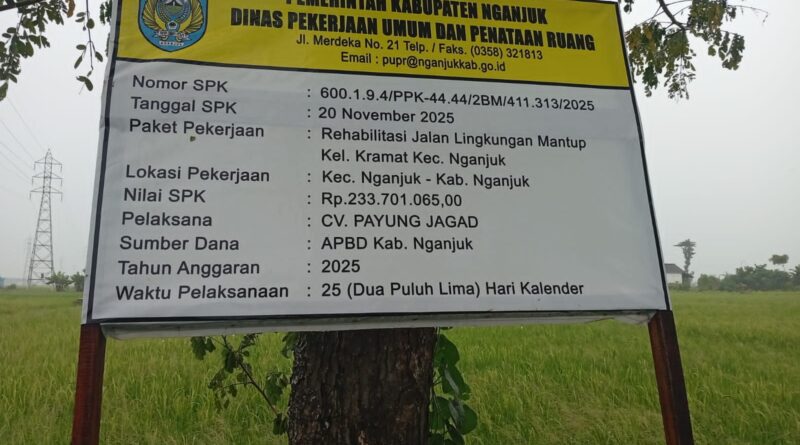 PEMERINTAH KABUPATEN NGANJUK
DINAS PEKERJAAN UMUM DAN PENATAAN RUANG
Jl. Merdeka No. 21 Telp. / Faks. (0358) 321813
Email : pupr@nganjukkab.go.id
Nomor SPK : 600.1.9.4/PPK-44.44/2BM/411.313/2025
Tanggal SPK : 20 November 2025
Paket Pekerjaan : Rehabilitasi Jalan Lingkungan Mantup
Kel. Kramat Kec. Nganjuk
Lokasi Pekerjaan : Kec. Nganjuk - Kab. Nganjuk
Nilai SPK : Rp.233.701.065,00
Pelaksana : CV. PAYUNG JAGAD
Sumber Dana : APBD Kab. Nganjuk
Tahun Anggaran : 2025
Waktu Pelaksanaan : 25 (Dua Puluh Lima) Hari Kalender